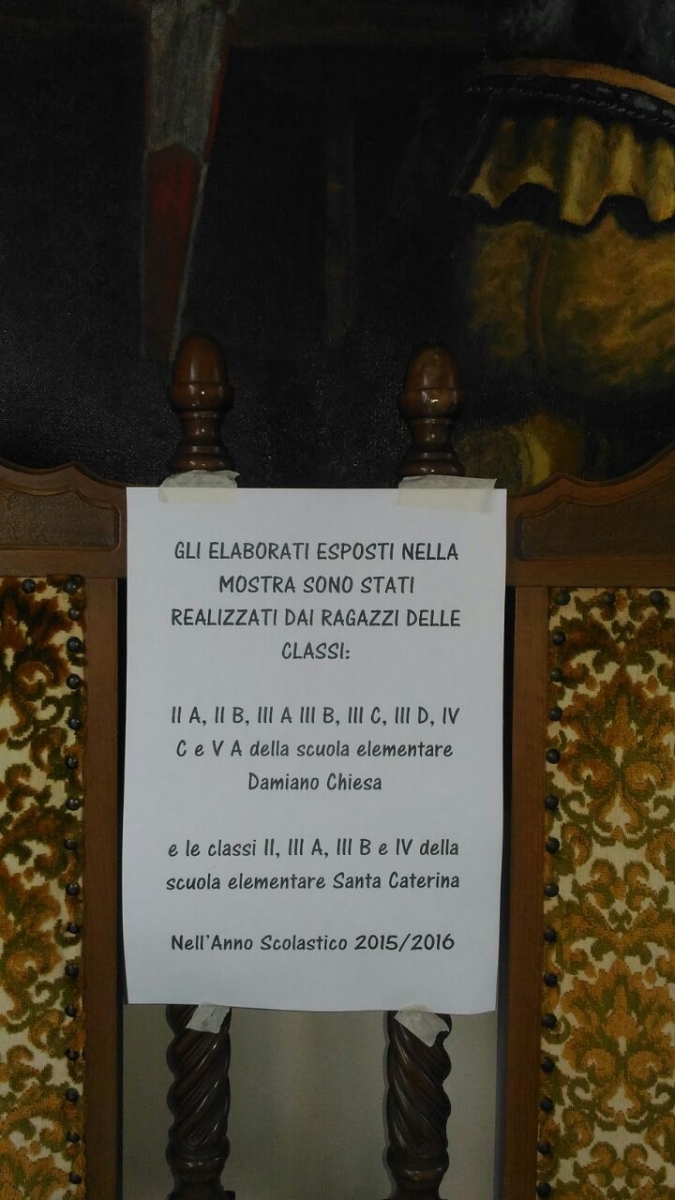 GLI ELABORATI ESPOSTI NELLA
MOSTRA SONO STATI
REALIZZATI DAI RAGAZZI DELLE
CLASSI:
II A, II B, III A III B, III C, III D, IV
C e V A della scuola elementare
Damiano Chiesa
e le classi II, III A, III B e IV della
scuola elementare Santa Caterina
Nell'Anno Scolastico 2015/2016